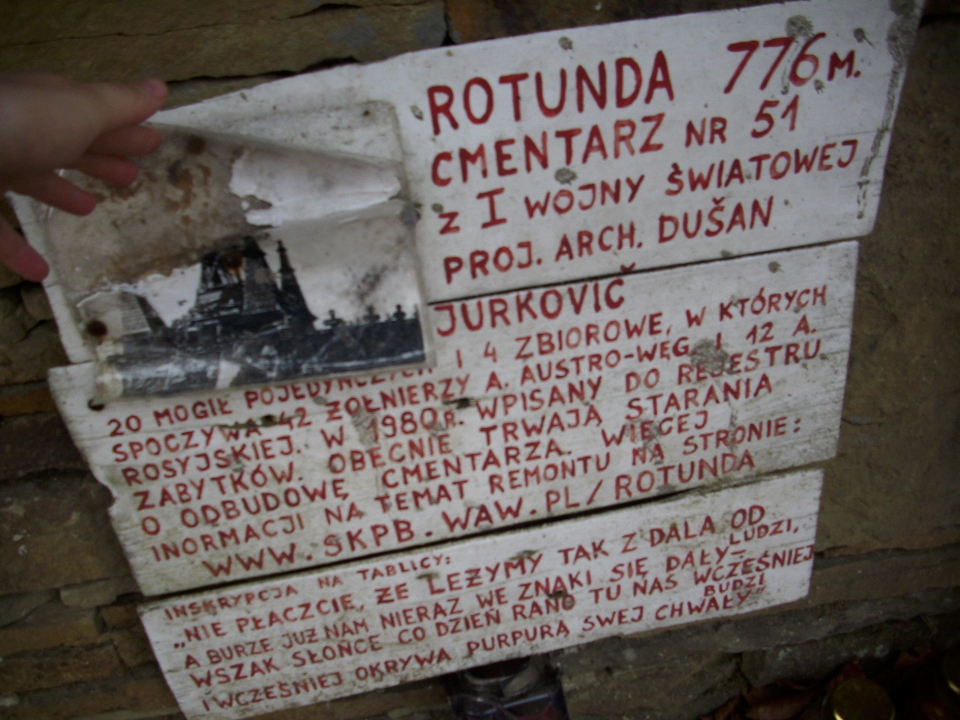 ROTUNDA 776 M.
CMENTARZ NR 51
Z I WOJNY ŚWIATOWEJ
PROJ. ARCH. DUŠAN
JURKOVIČ
20 MOGIŁ POJEDYNCZYCH I 4 ZBIOROWE, W KTÓRYCH
SPOCZYWA 42 ŻOŁNIERZY A. AUSTRO-WĘG. I 12 A.
ROSYJSKIEJ. W 1980R. WPISANY DO REJESTRU
ZABYTKÓW. OBECNIE TRWAJĄ STARANIA
O ODBUDOWĘ CMENTARZA. WIĘCEJ
INORMACJI NA TEMAT REMONTU NA STRONIE:
WWW.SKPB.WAW.PL/ROTUNDA
INSKRYPCJA NA TABLICY:
„NIE PŁACZCIE, ŻE LEŻYMY TAK Z DALA OD LUDZI,
A BURZE JUŻ NAM NIERAZ WE ZNAKI SIĘ DAŁY-
WSZAK SŁOŃCE CO DZIEŃ RANO TU NAS WCZEŚNIEJ BUDZI
I WCZEŚNIEJ OKRYWA PURPURĄ SWEJ CHWAŁY”